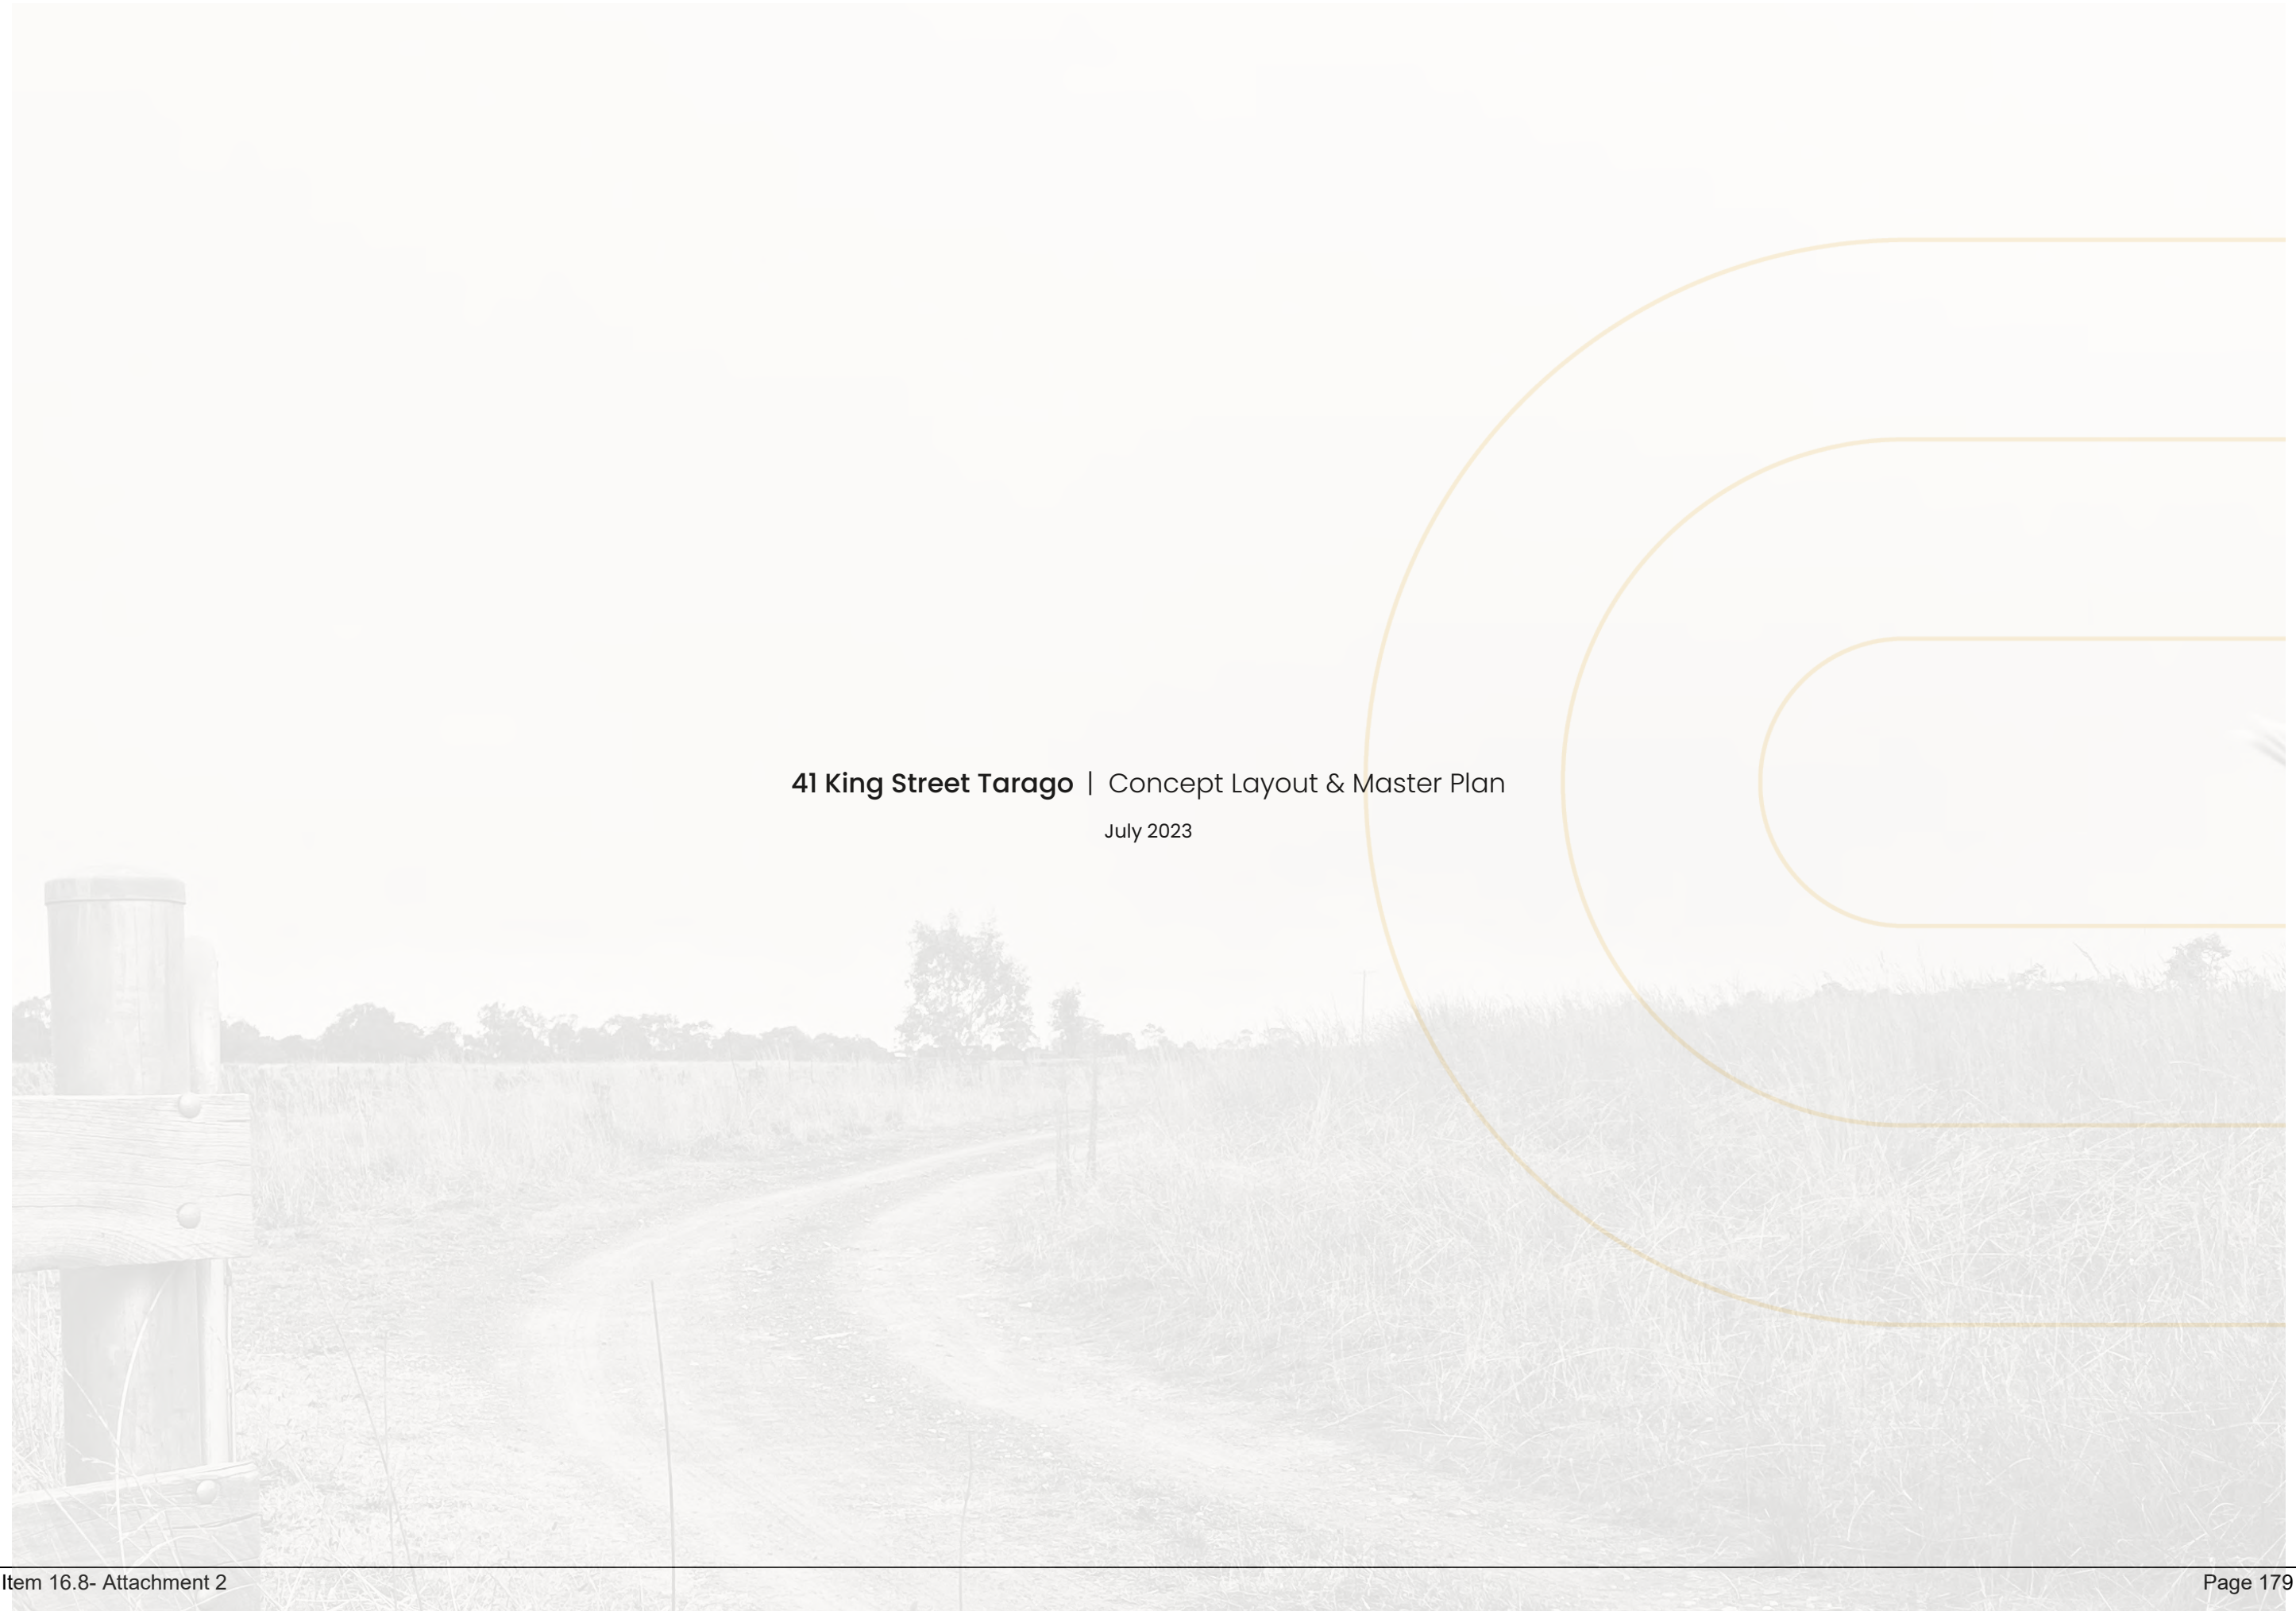 41 King Street Tarago | Concept Layout & Master Plan
July 2023
Item 16.8- Attachment 2
Page 179